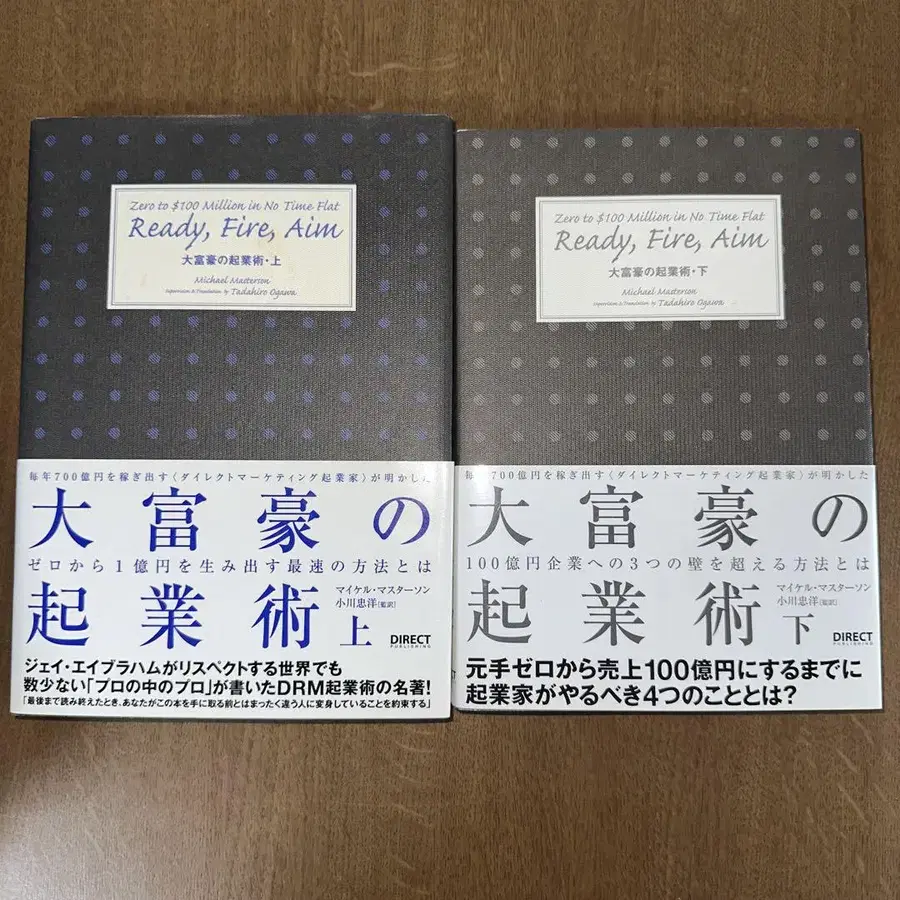 Zero to $100 Million in No Time Flat
Ready, Fire, Aim
大富豪の起業術・上
Michael Masterson
Supervision & Translation by Tadahiro Ogawa
毎年700億円を稼ぎ出す〈ダイレクトマーケティング起業家〉が明かした
大富豪の
ゼロから1億円を生み出す最速の方法とは
起業術 上
マイケル・マスターソン
小川忠洋[監訳]
DIRECT
PUBLISHING
ジェイ・エイブラハムがリスペクトする世界でも
数少ない「プロの中のプロ」が書いたDRM起業術の名著!
「最後まで読み終えたとき、あなたがこの本を手に取る前とはまったく違う人に変身していることを約束する」
Zero to $100 Million in No Time Flat
Ready, Fire, Aim
大富豪の起業術・下
Michael Masterson
Supervision & Translation by Tadahiro Ogawa
毎年700億円を稼ぎ出す〈ダイレクトマーケティング起業家〉が明かした
大富豪の
100億円企業への3つの壁を超える方法とは
起業術 下
マイケル・マスターソン
小川忠洋[監訳]
DIRECT
PUBLISHING
元手ゼロから売上100億円にするまでに
起業家がやるべき4つのこととは?